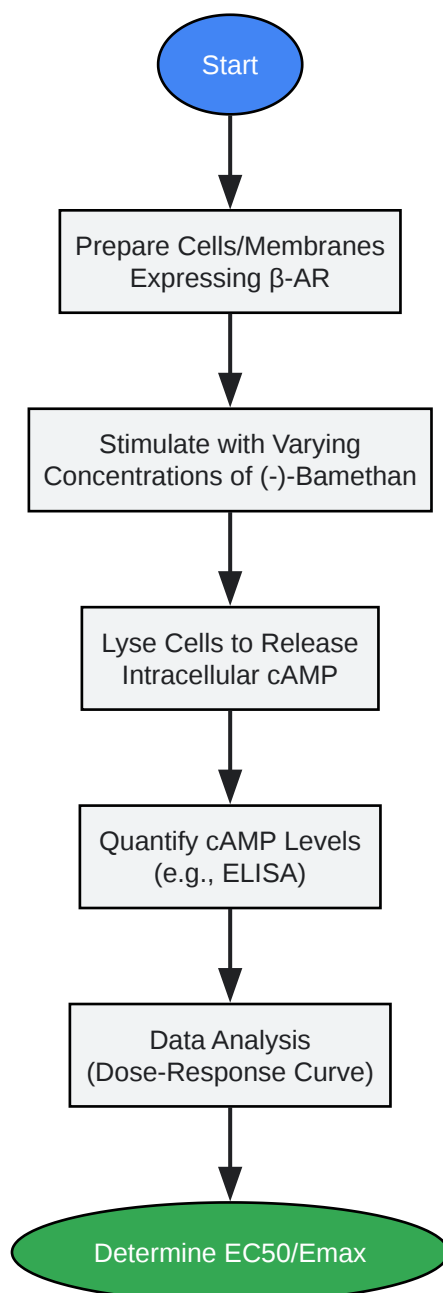 Start
Prepare Cells/Membranes
Expressing β-AR
Stimulate with Varying
Concentrations of (-)-Bamethan
Lyse Cells to Release
Intracellular cAMP
Quantify cAMP Levels
(e.g., ELISA)
Data Analysis
(Dose-Response Curve)
Determine EC50/Emax